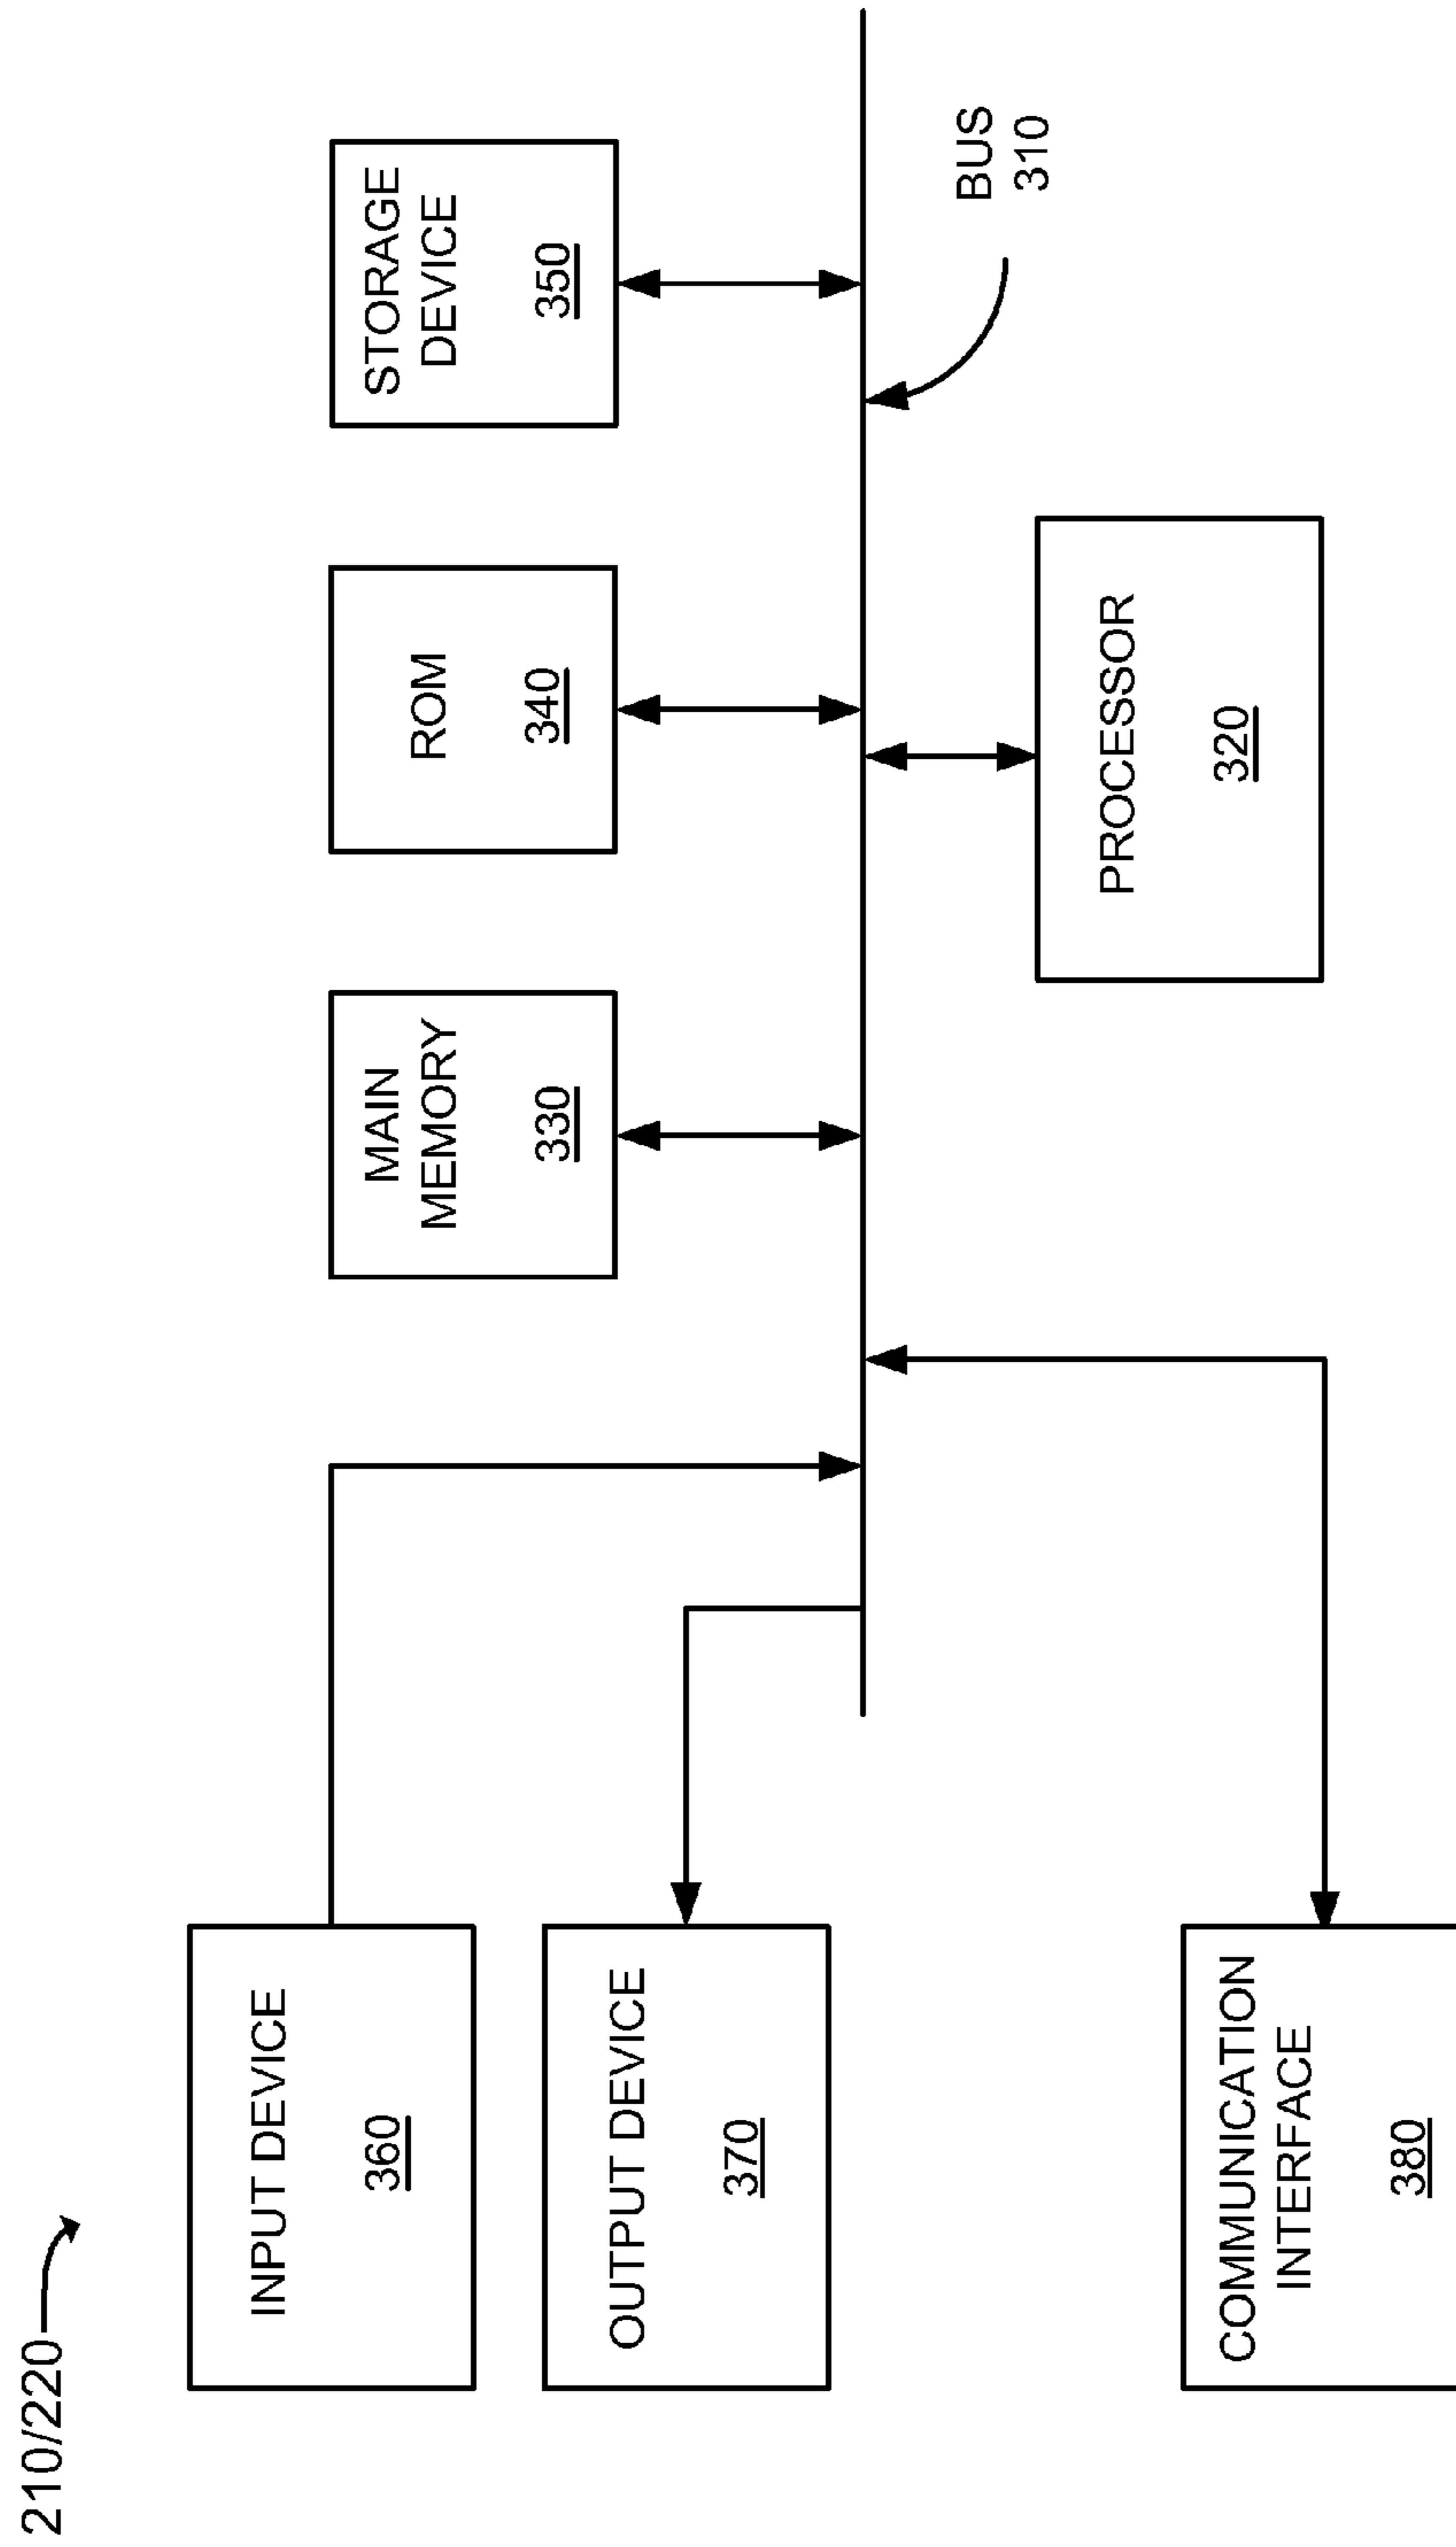 210/220
INPUT DEVICE
360
OUTPUT DEVICE
370
COMMUNICATION
INTERFACE
380
MAIN
MEMORY
330
ROM
340
STORAGE
DEVICE
350
PROCESSOR
320
BUS
310